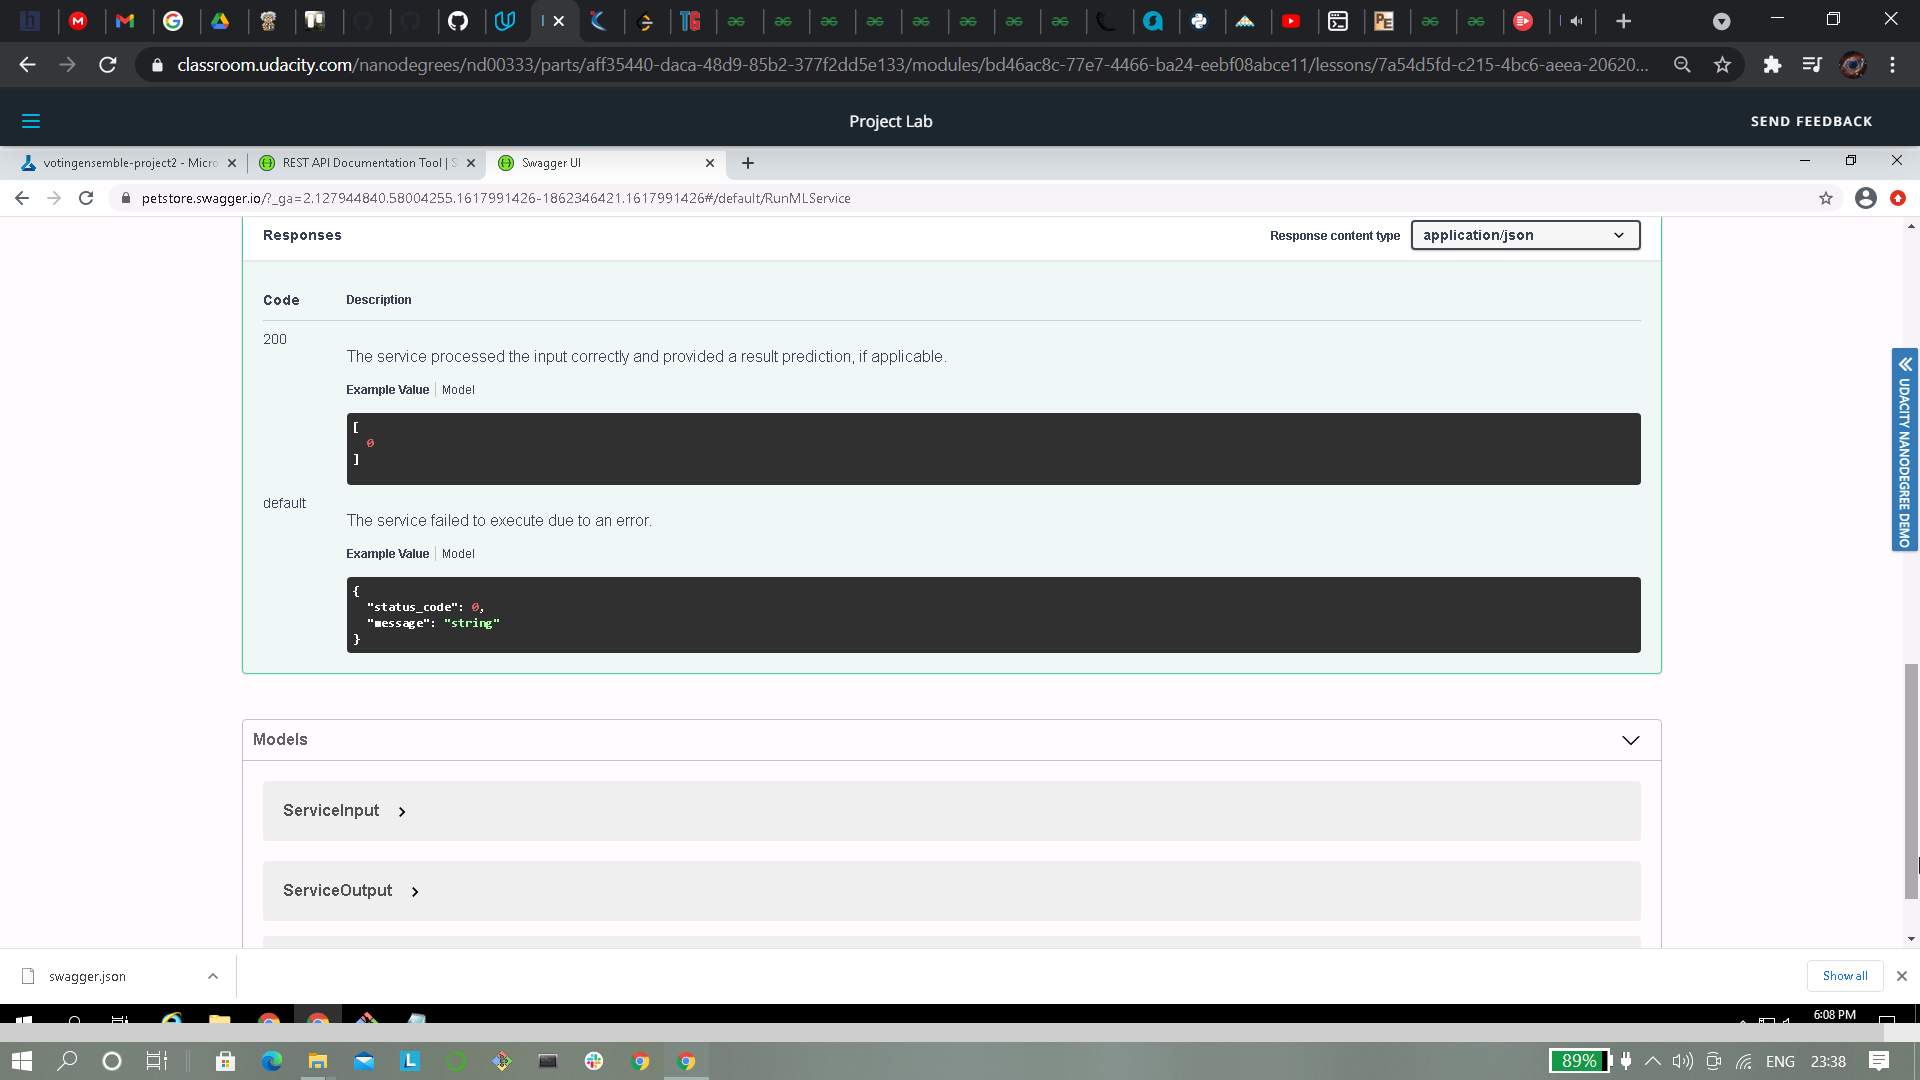 classroom.udacity.com/nanodegrees/nd00333/parts/aff35440-daca-48d9-85b2-377f2dd5e133/modules/bd46ac8c-77e7-4466-ba24-eebf08abce11/lessons/7a54d5fd-c215-4bc6-aeea-20620...
Project Lab
SEND FEEDBACK
votingensemble-project2 - Micro
REST API Documentation Tool | S
Swagger UI
petstore.swagger.io/?_ga=2.127944840.58004255.1617991426-1862346421.1617991426#/default/RunMLService
Responses
Response content type
application/json
Code
Description
200
The service processed the input correctly and provided a result prediction, if applicable.
Example Value | Model
[
0
]
default
The service failed to execute due to an error.
Example Value | Model
{
"status_code": 0,
"message": "string"
}
UDACITY NANODEGREE DEMO
Models
ServiceInput
ServiceOutput
swagger.json
Show all
6:08 PM
89%
ENG
23:38